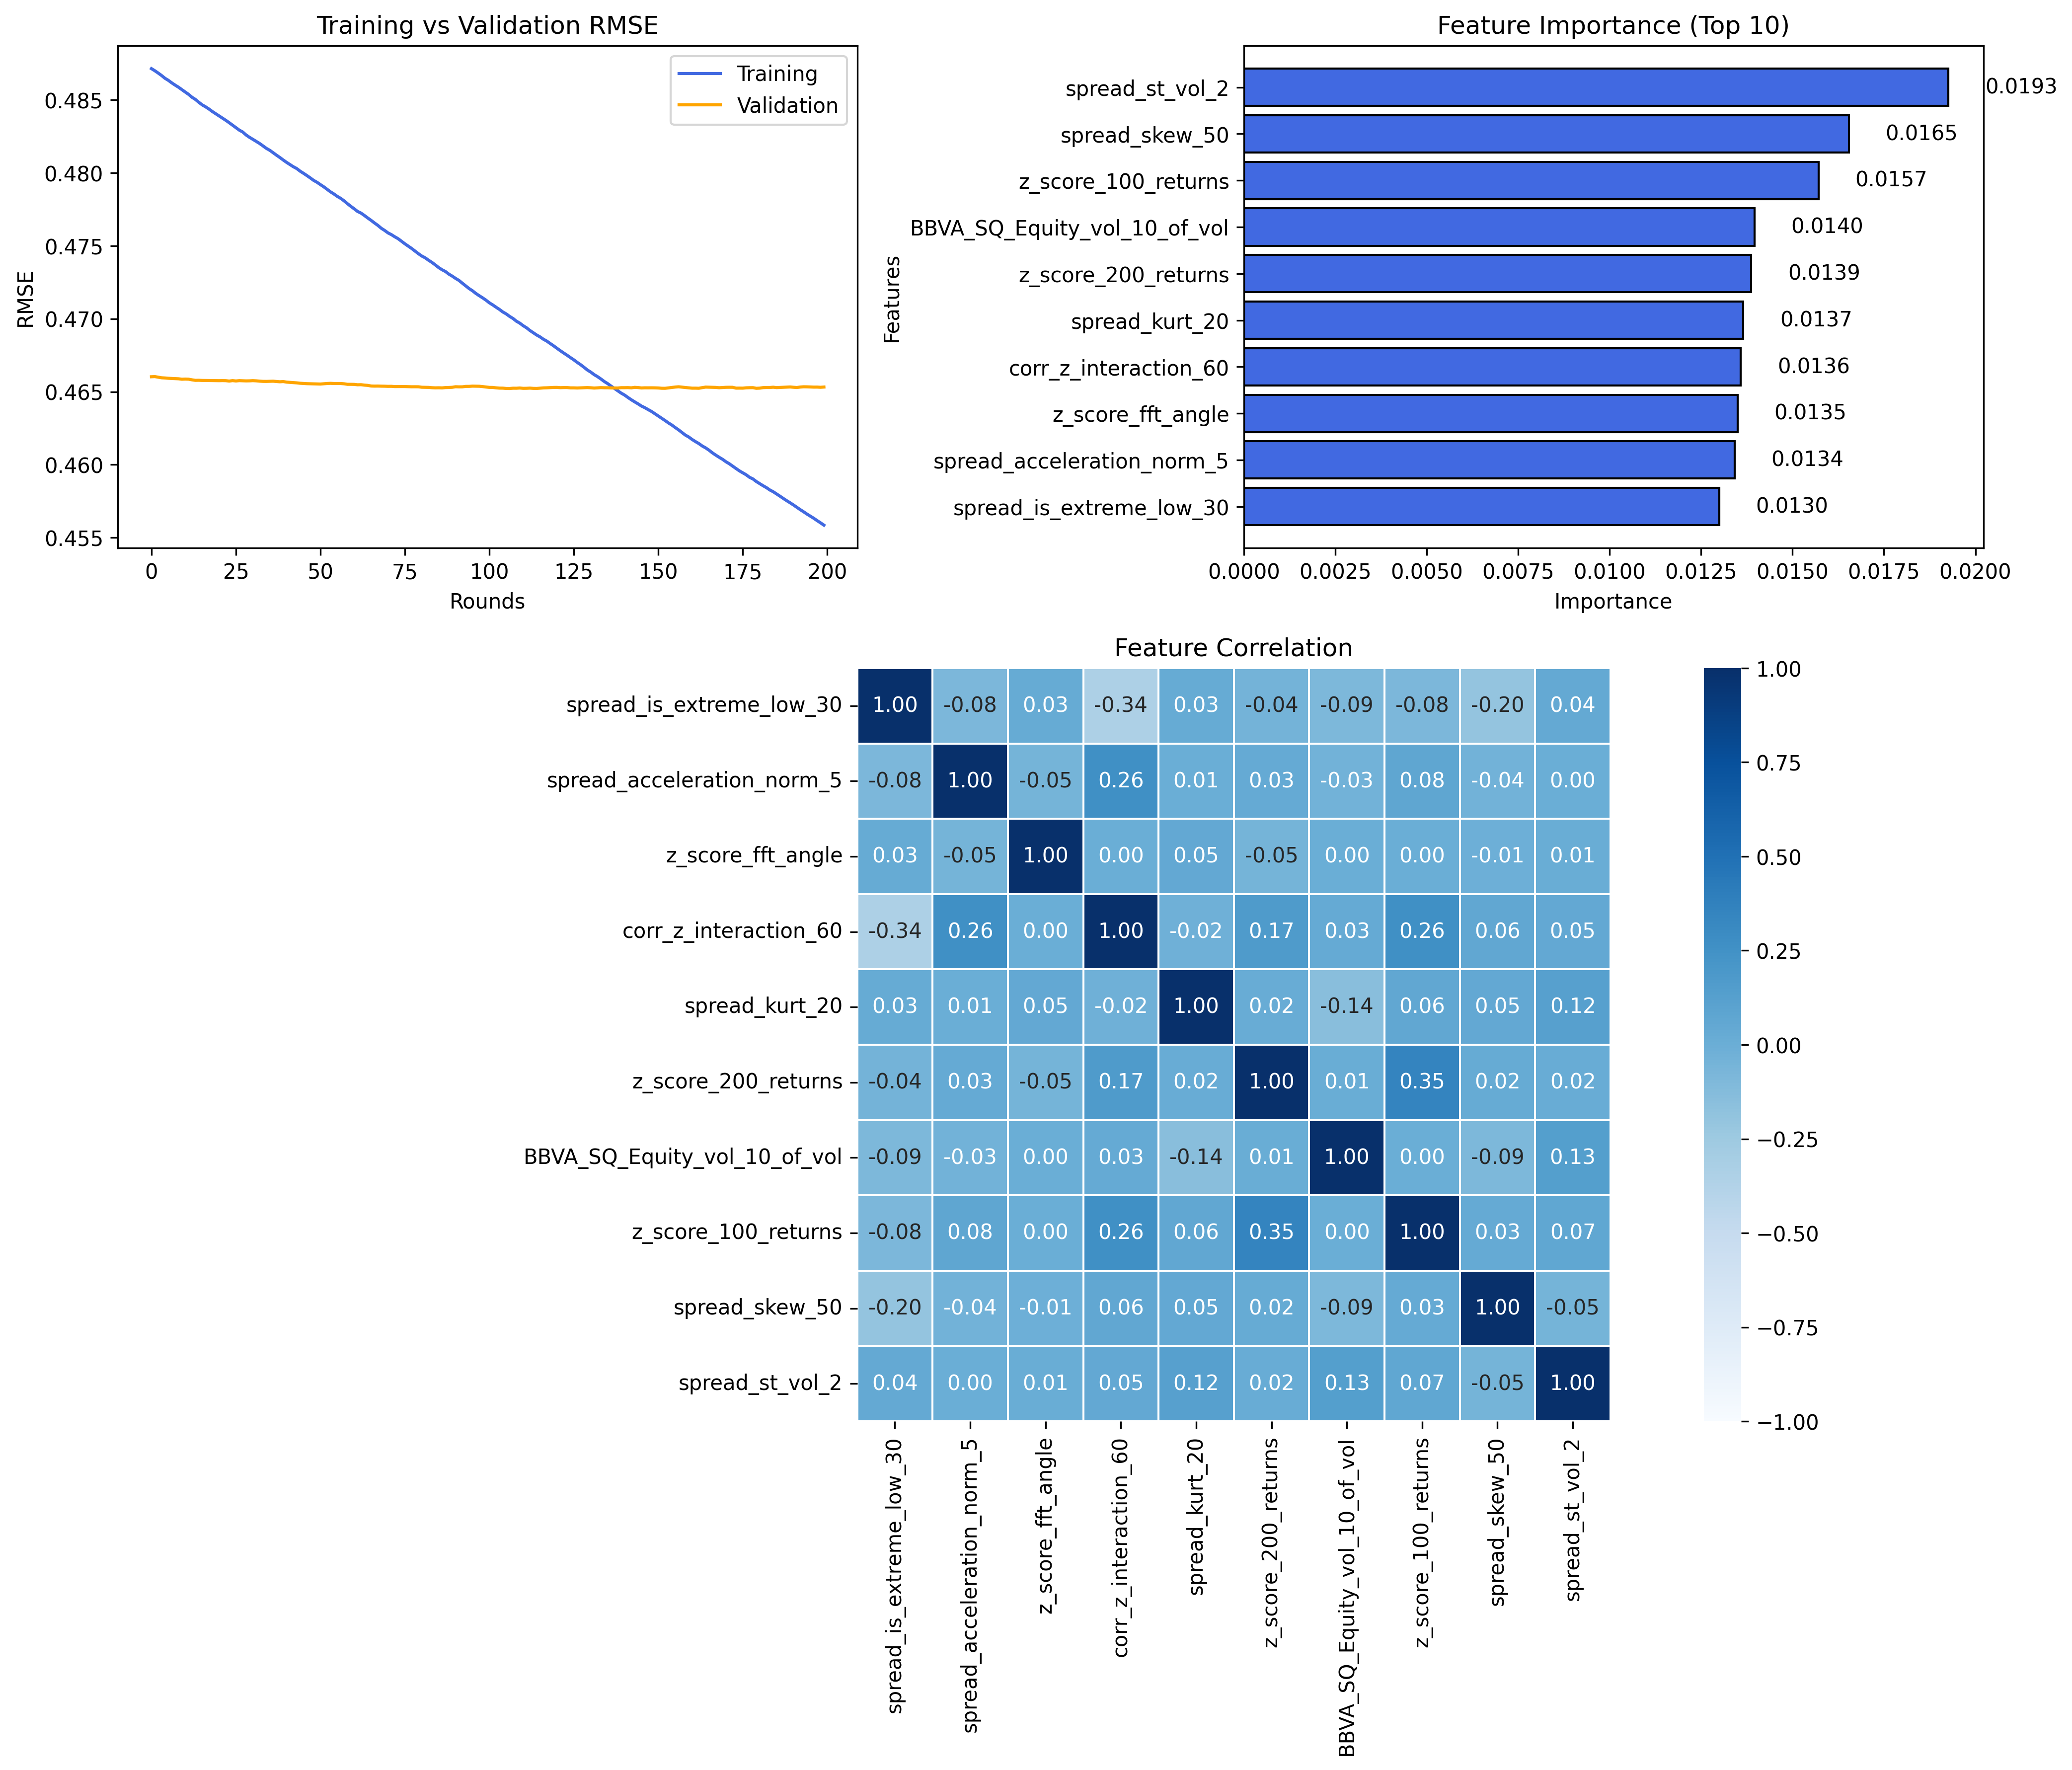 Training vs Validation RMSE
Training
Validation
0.485
0.480
0.475
0.470
0.465
0.460
0.455
RMSE
0 25 50 75 100 125 150 175 200
Rounds
Feature Importance (Top 10)
spread_st_vol_2 0.0193
spread_skew_50 0.0165
z_score_100_returns 0.0157
BBVA_SQ_Equity_vol_10_of_vol 0.0140
z_score_200_returns 0.0139
spread_kurt_20 0.0137
corr_z_interaction_60 0.0136
z_score_fft_angle 0.0135
spread_acceleration_norm_5 0.0134
spread_is_extreme_low_30 0.0130
Features
0.0000 0.0025 0.0050 0.0075 0.0100 0.0125 0.0150 0.0175 0.0200
Importance
Feature Correlation
spread_is_extreme_low_30 1.00 -0.08 0.03 -0.34 0.03 -0.04 -0.09 -0.08 -0.20 0.04
spread_acceleration_norm_5 -0.08 1.00 -0.05 0.26 0.01 0.03 -0.03 0.08 -0.04 0.00
z_score_fft_angle 0.03 -0.05 1.00 0.00 0.05 -0.05 0.00 0.00 -0.01 0.01
corr_z_interaction_60 -0.34 0.26 0.00 1.00 -0.02 0.17 0.03 0.26 0.06 0.05
spread_kurt_20 0.03 0.01 0.05 -0.02 1.00 0.02 -0.14 0.06 0.05 0.12
z_score_200_returns -0.04 0.03 -0.05 0.17 0.02 1.00 0.01 0.35 0.02 0.02
BBVA_SQ_Equity_vol_10_of_vol -0.09 -0.03 0.00 0.03 -0.14 0.01 1.00 0.00 -0.09 0.13
z_score_100_returns -0.08 0.08 0.00 0.26 0.06 0.35 0.00 1.00 0.03 0.07
spread_skew_50 -0.20 -0.04 -0.01 0.06 0.05 0.02 -0.09 0.03 1.00 -0.05
spread_st_vol_2 0.04 0.00 0.01 0.05 0.12 0.02 0.13 0.07 -0.05 1.00
spread_is_extreme_low_30
spread_acceleration_norm_5
z_score_fft_angle
corr_z_interaction_60
spread_kurt_20
z_score_200_returns
BBVA_SQ_Equity_vol_10_of_vol
z_score_100_returns
spread_skew_50
spread_st_vol_2
1.00
0.75
0.50
0.25
0.00
−0.25
−0.50
−0.75
−1.00